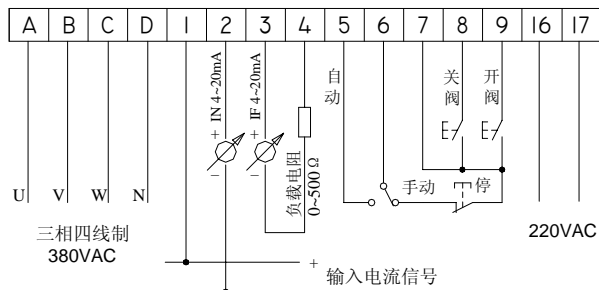 A B C D 1 2 3 4 5 6 7 8 9 16 17
IN 4~20mA
IF 4~20mA
自动
关阀
开阀
+ +
- -
负载电阻
0~500Ω
手动
停
U V W N
三相四线制
380VAC
220VAC
+
输入电流信号